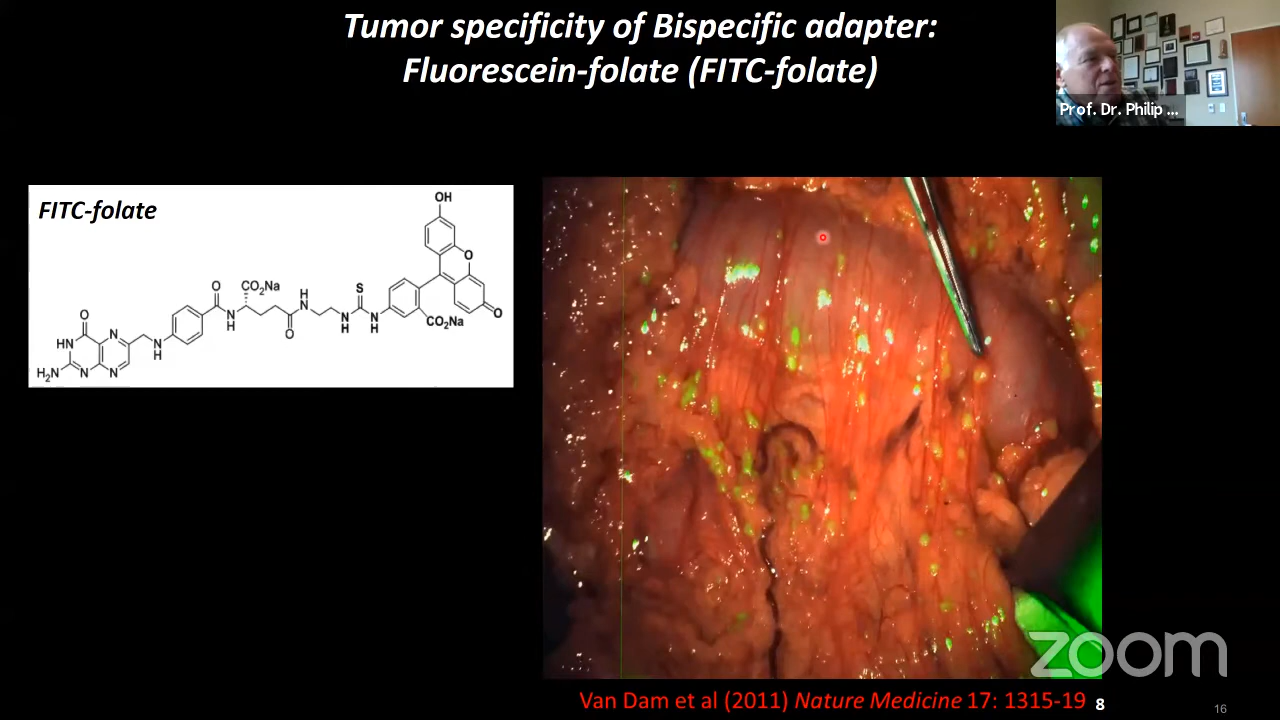 Tumor specificity of Bispecific adapter:
Fluorescein-folate (FITC-folate)
Prof. Dr. Philip ...
FITC-folate
OH
O
S
O
CO₂Na
H
N
O
N
H
O
N
H
N
H
CO₂Na
O
HN
N
N
H
H₂N
N
N
zoom
Van Dam et al (2011) Nature Medicine 17: 1315-19
8
16